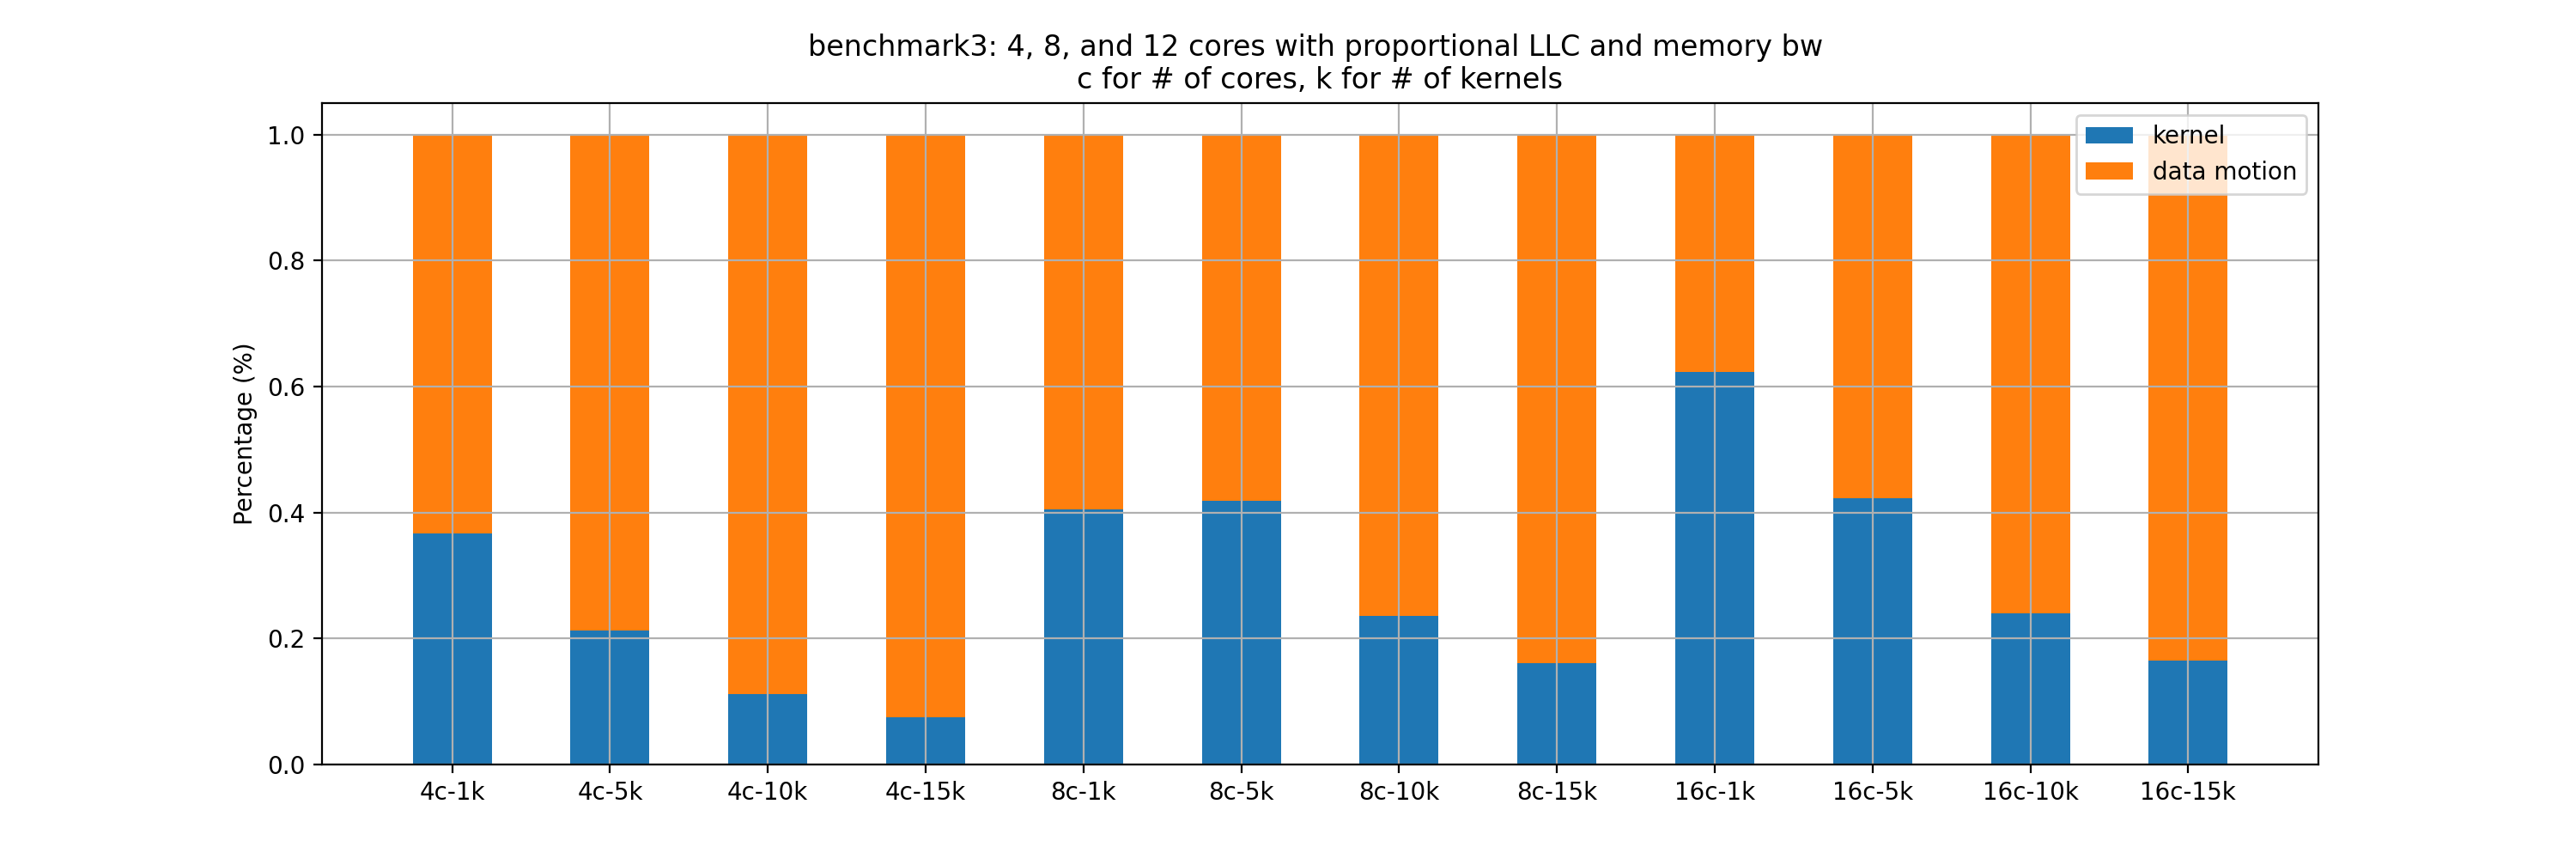 benchmark3: 4, 8, and 12 cores with proportional LLC and memory bw
c for # of cores, k for # of kernels
kernel
data motion
Percentage (%)
1.0
0.8
0.6
0.4
0.2
0.0
4c-1k 4c-5k 4c-10k 4c-15k 8c-1k 8c-5k 8c-10k 8c-15k 16c-1k 16c-5k 16c-10k 16c-15k